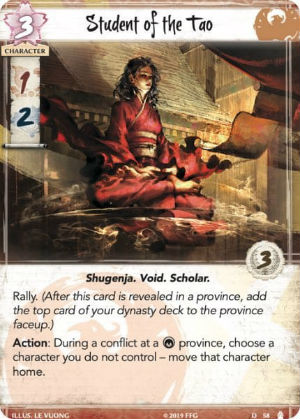 3
Student of the Tao
CHARACTER
1
2
3
Shugenja. Void. Scholar.
Rally. (After this card is revealed in a province, add
the top card of your dynasty deck to the province
faceup.)
Action: During a conflict at a province, choose a
character you do not control – move that character
home.
ILLUS. LE VUONG
© 2019 FFG
D 58